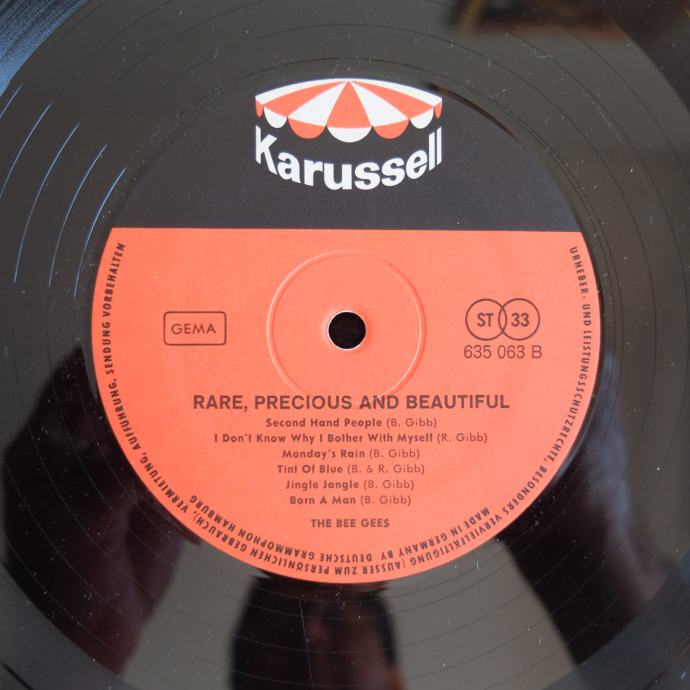 Karussell
GEMA
ST 33
635 063 B
RARE, PRECIOUS AND BEAUTIFUL
Second Hand People (B. Gibb)
I Don't Know Why I Bother With Myself (R. Gibb)
Monday's Rain (B. Gibb)
Tint Of Blue (B. & R. Gibb)
Jingle Jangle (B. Gibb)
Born A Man (B. Gibb)
THE BEE GEES
URHEBER- UND LEISTUNGSSCHUTZRECHTE, BESONDERS VERVIELFÄLTIGUNG (AUSSER ZUM PERSÖNLICHEN GEBRAUCH), VERMIETUNG, AUFFÜHRUNG, SENDUNG VORBEHALTEN
MADE IN GERMANY BY DEUTSCHE GRAMMOPHON HAMBURG